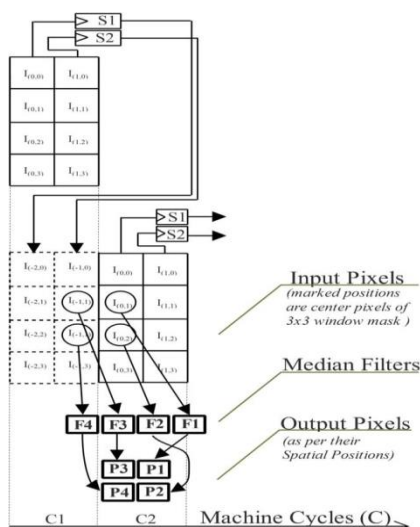 S1
S2
I(0,0) I(1,0)
I(0,1) I(1,1)
I(0,2) I(1,2)
I(0,3) I(1,3)
S1
S2
I(-2,0) I(-1,0) I(0,0) I(1,0)
I(-2,1) I(-1,1) I(0,1) I(1,1)
I(-2,2) I(0,2) I(1,2)
I(-2,3) I(0,3) I(1,3)
Input Pixels
(marked positions
are center pixels of
3x3 window mask )
Median Filters
F4 F3 F2 F1
Output Pixels
(as per their
Spatial Positions)
P3 P1
P4 P2
C1 C2 Machine Cycles (C)